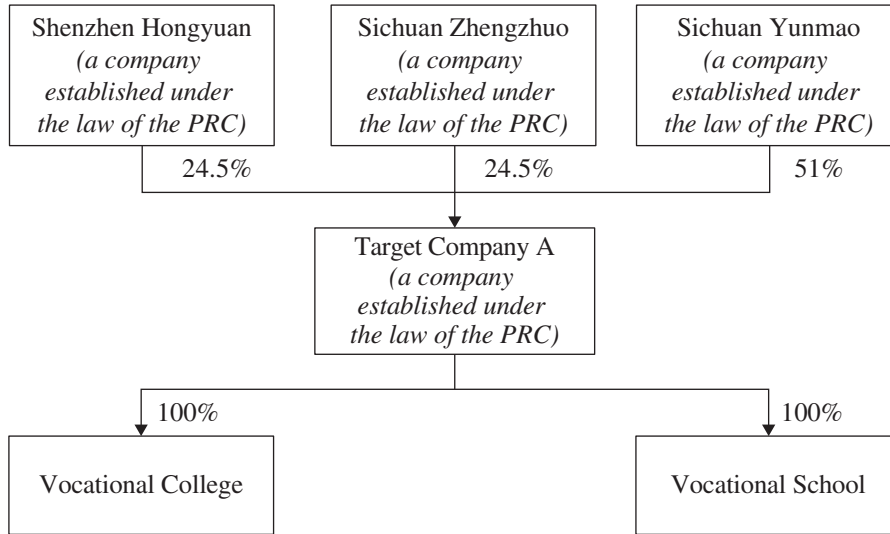 Shenzhen Hongyuan
(a company
established under
the law of the PRC)
Sichuan Zhengzhuo
(a company
established under
the law of the PRC)
Sichuan Yunmao
(a company
established under
the law of the PRC)
24.5%
24.5%
51%
Target Company A
(a company
established under
the law of the PRC)
100%
100%
Vocational College
Vocational School